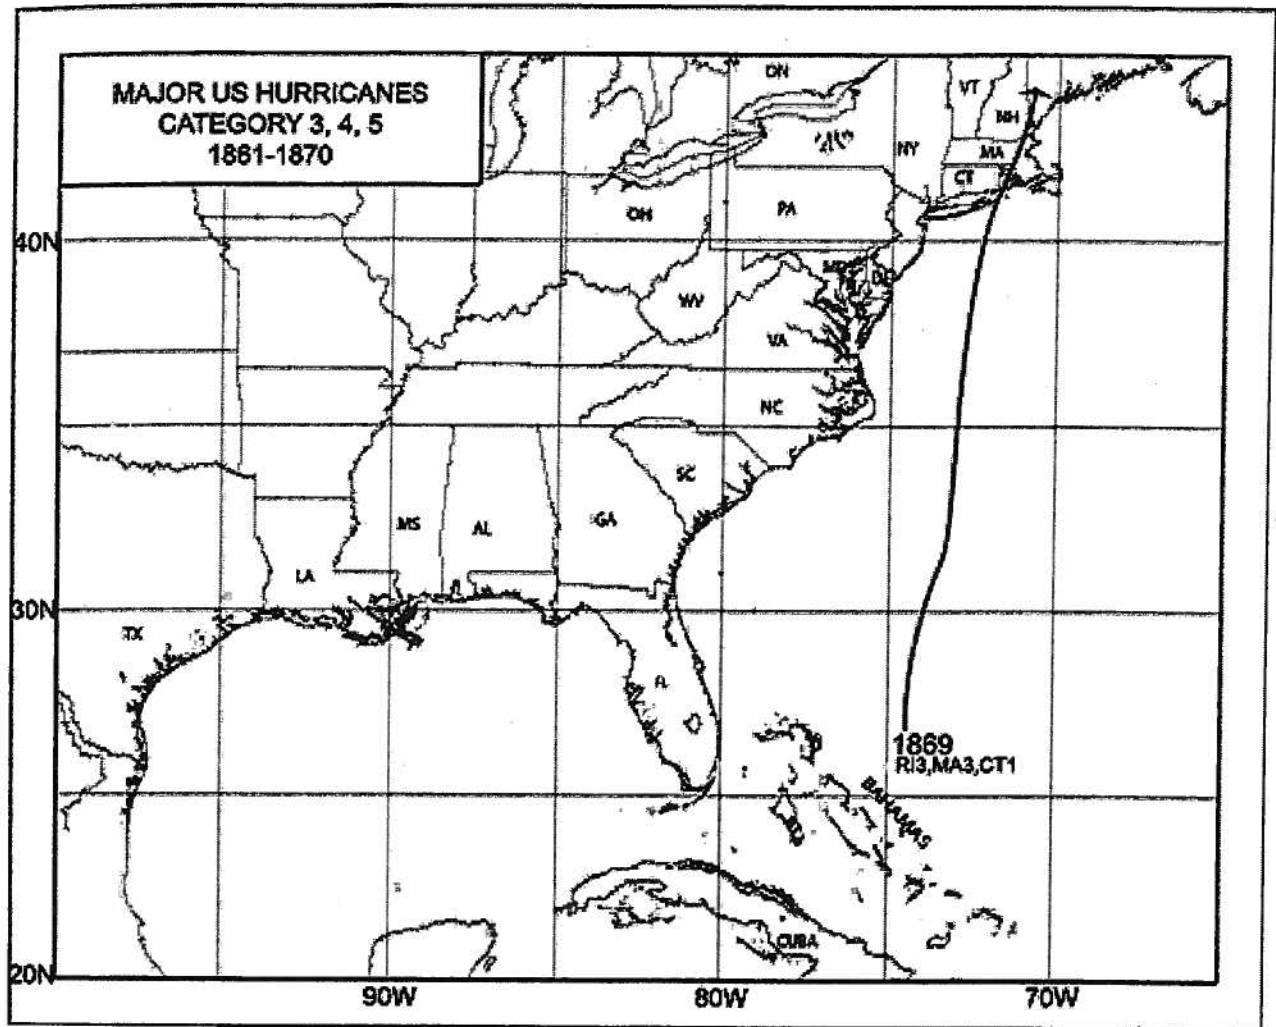 MAJOR US HURRICANES
CATEGORY 3, 4, 5
1861-1870
ON
VT
NH
NY
MA
CT
OH
PA
40N
WV
VA
NC
SC
MS
AL
GA
LA
30N
TX
FL
1869
RI3,MA3,CT1
BAHAMAS
CUBA
20N
90W
80W
70W